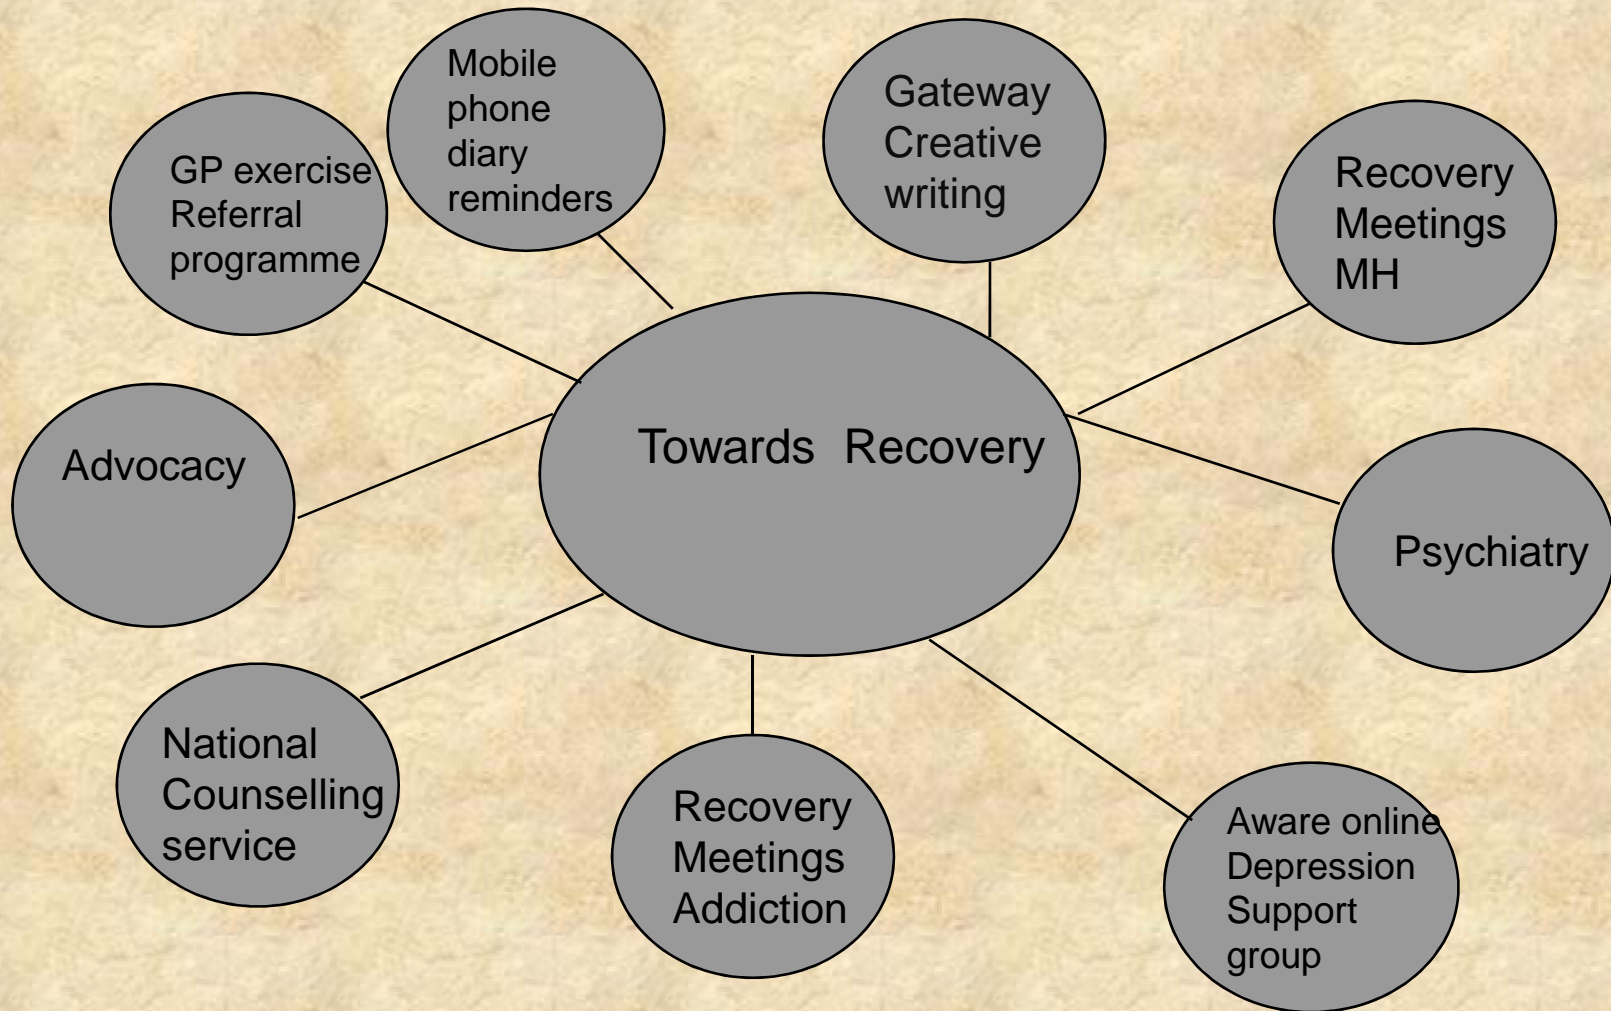 Mobile
phone
diary
reminders
Gateway
Creative
writing
GP exercise
Referral
programme
Recovery
Meetings
MH
Towards  Recovery
Advocacy
Psychiatry
National
Counselling
service
Recovery
Meetings
Addiction
Aware online
Depression
Support
group